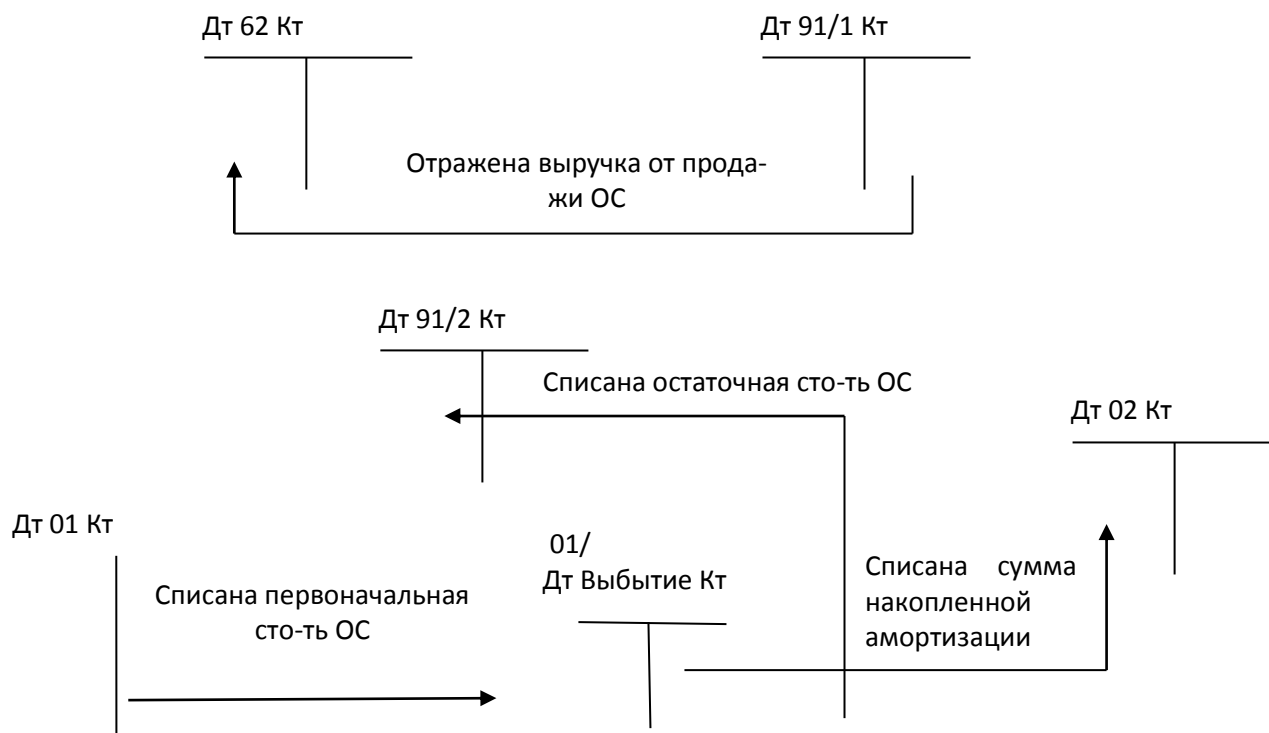 Дт 62 Кт
Дт 91/1 Кт
Отражена выручка от прода-
жи ОС
Дт 91/2 Кт
Списана остаточная сто-ть ОС
Дт 02 Кт
Дт 01 Кт
01/
Дт Выбытие Кт
Списана первоначальная
сто-ть ОС
Списана сумма
накопленной
амортизации